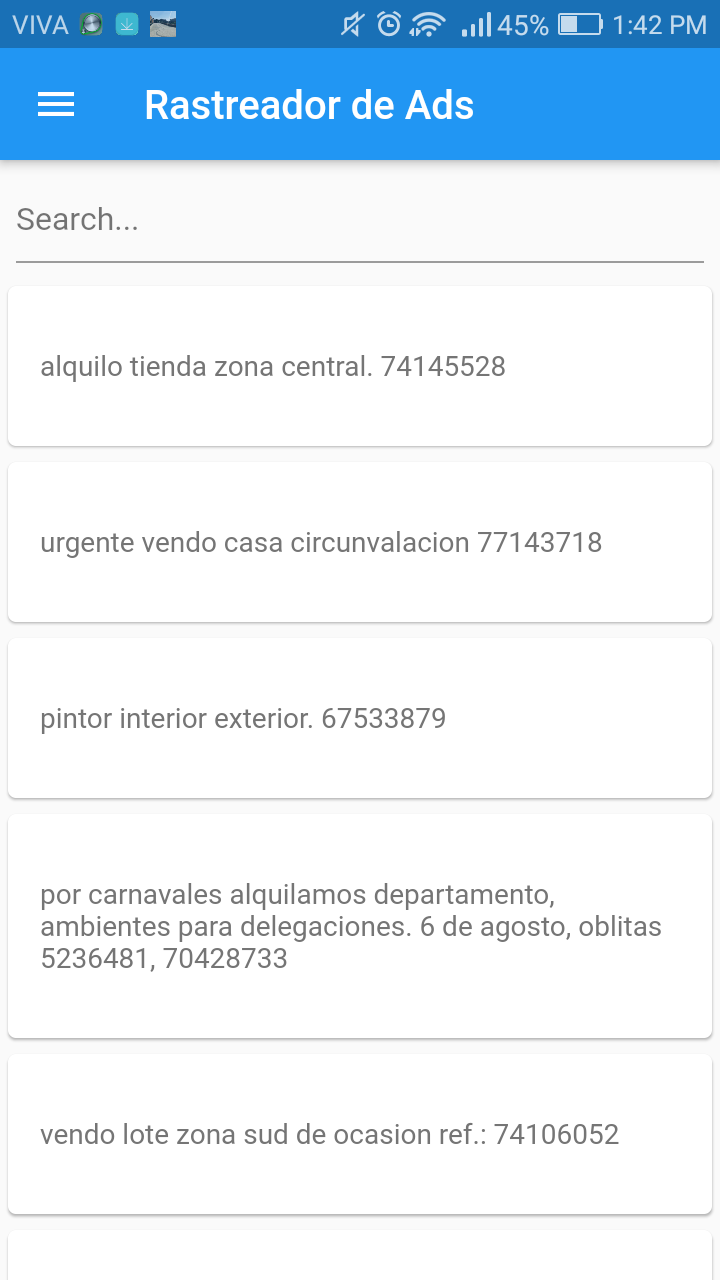 VIVA 45% 1:42 PM
Rastreador de Ads
Search...
alquilo tienda zona central. 74145528
urgente vendo casa circunvalacion 77143718
pintor interior exterior. 67533879
por carnavales alquilamos departamento,
ambientes para delegaciones. 6 de agosto, oblitas
5236481, 70428733
vendo lote zona sud de ocasion ref.: 74106052